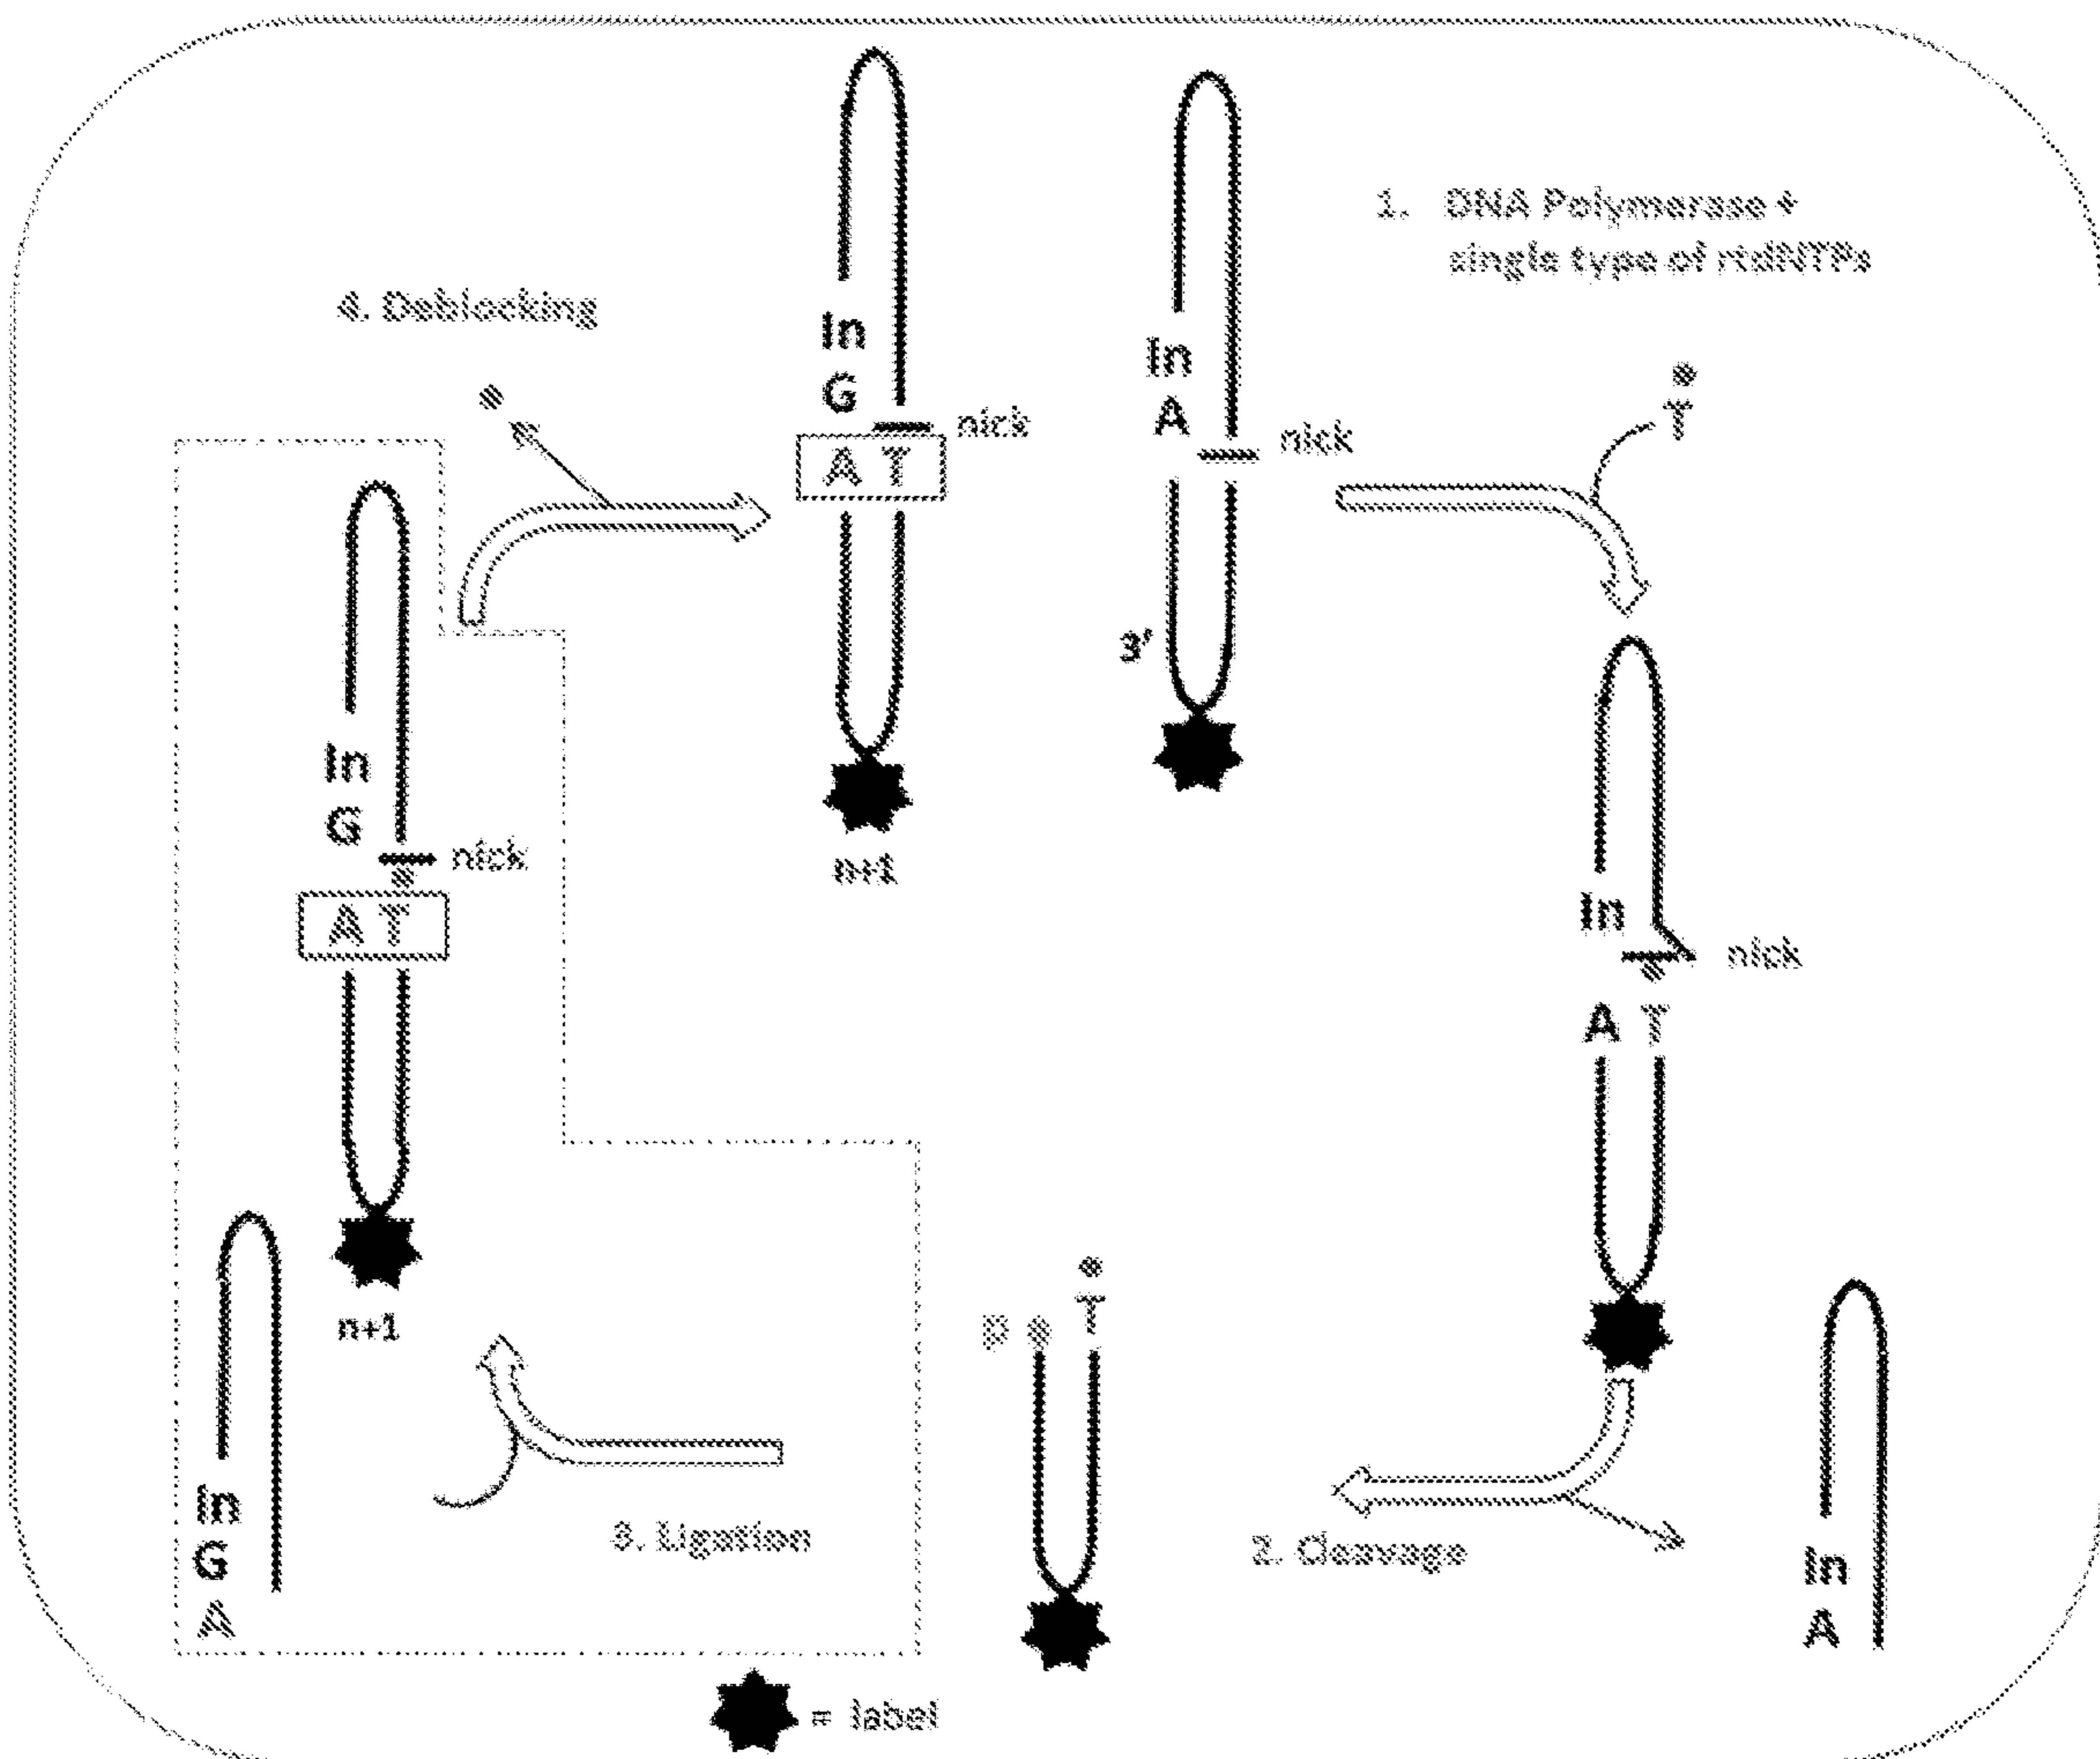 In
G
nick
A T
n+1
In
A
nick
3'
1. DNA Polymerase +
single type of rtdNTPs
T
In
nick
A T
2. Cleavage
In
A
p
T
3. Ligation
In
G
A
In
G
nick
A T
n+1
4. Deblocking
= label